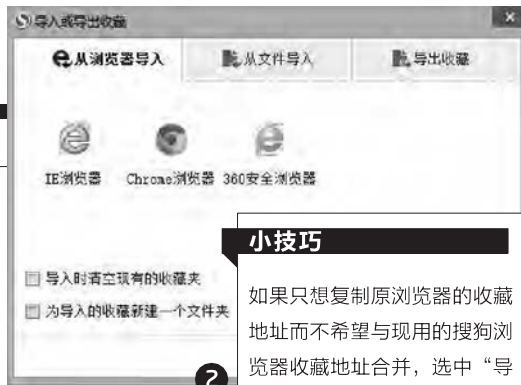 导入或导出收藏
从浏览器导入 从文件导入 导出收藏
IE浏览器 Chrome浏览器 360安全浏览器
导入时清空现有的收藏夹
为导入的收藏新建一个文件夹
2
小技巧
如果只想复制原浏览器的收藏
地址而不希望与现用的搜狗浏
览器收藏地址合并，选中“导